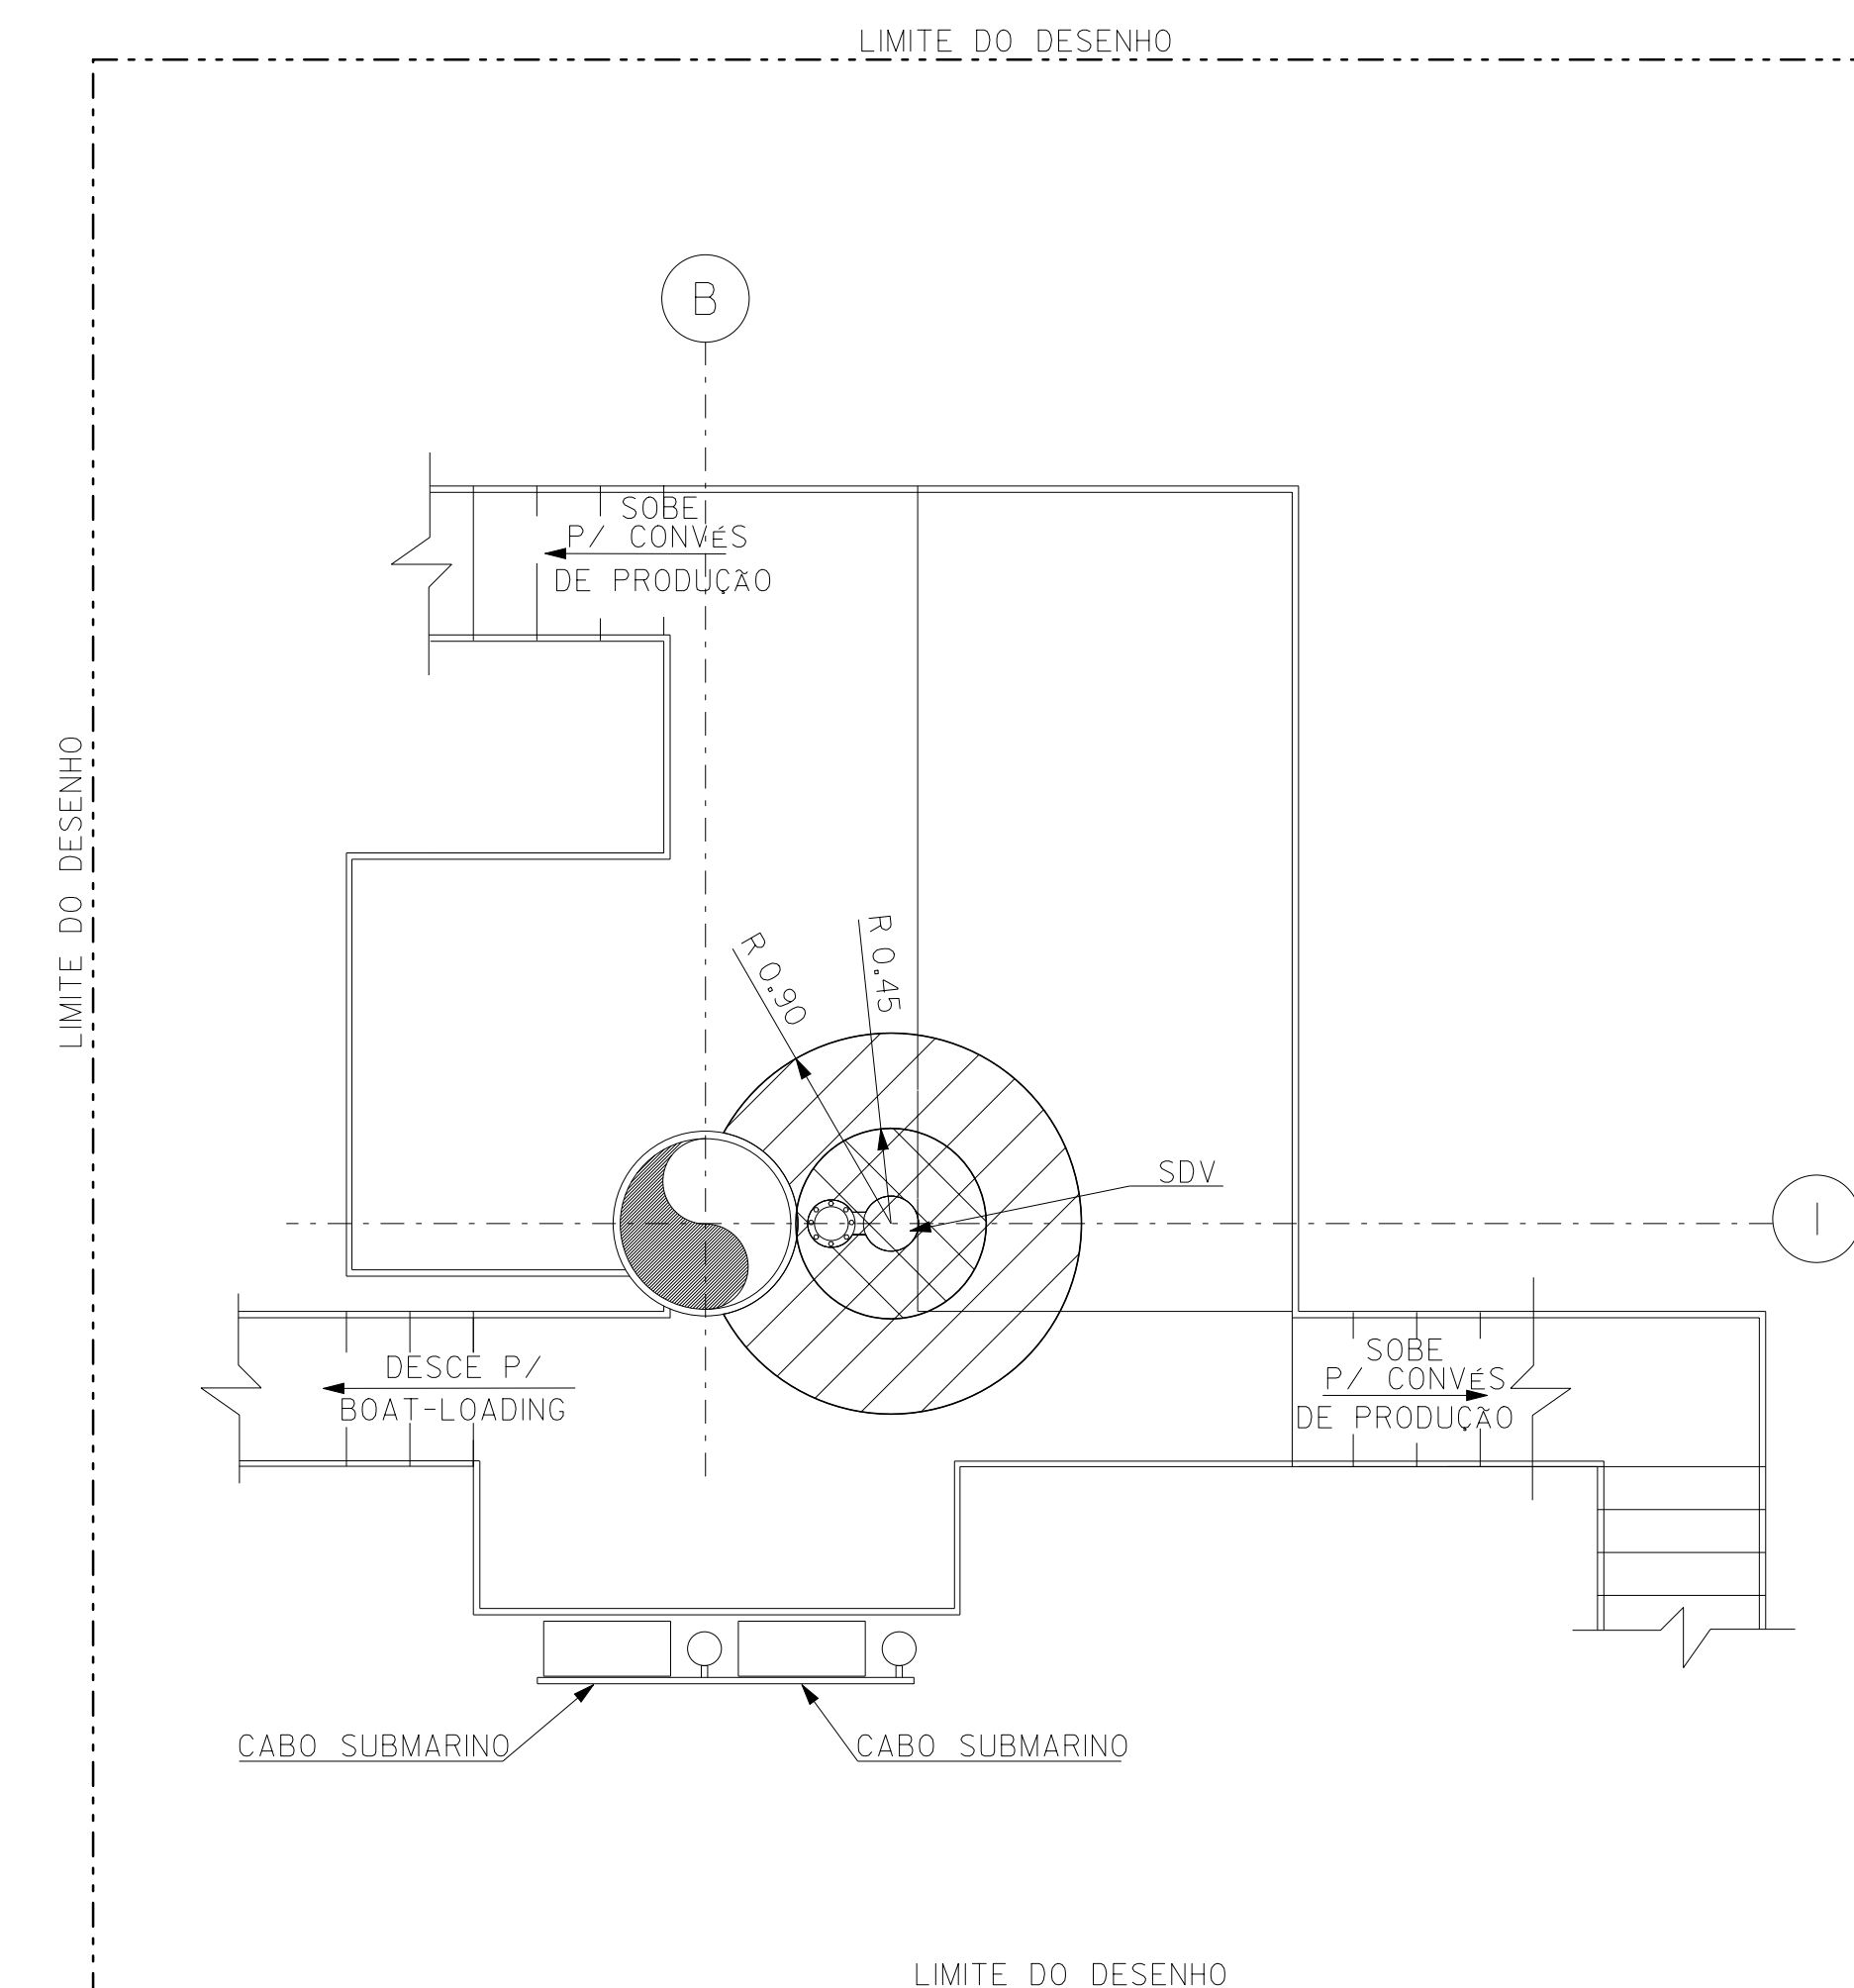 LIMITE DO DESENHO
B
SOBE
P/ CONVÉS
DE PRODUÇÃO
LIMITE DO DESENHO
R 0.90
R 0.45
SDV
I
DESCE P/
BOAT-LOADING
SOBE
P/ CONVÉS
DE PRODUÇÃO
CABO SUBMARINO
CABO SUBMARINO
LIMITE DO DESENHO